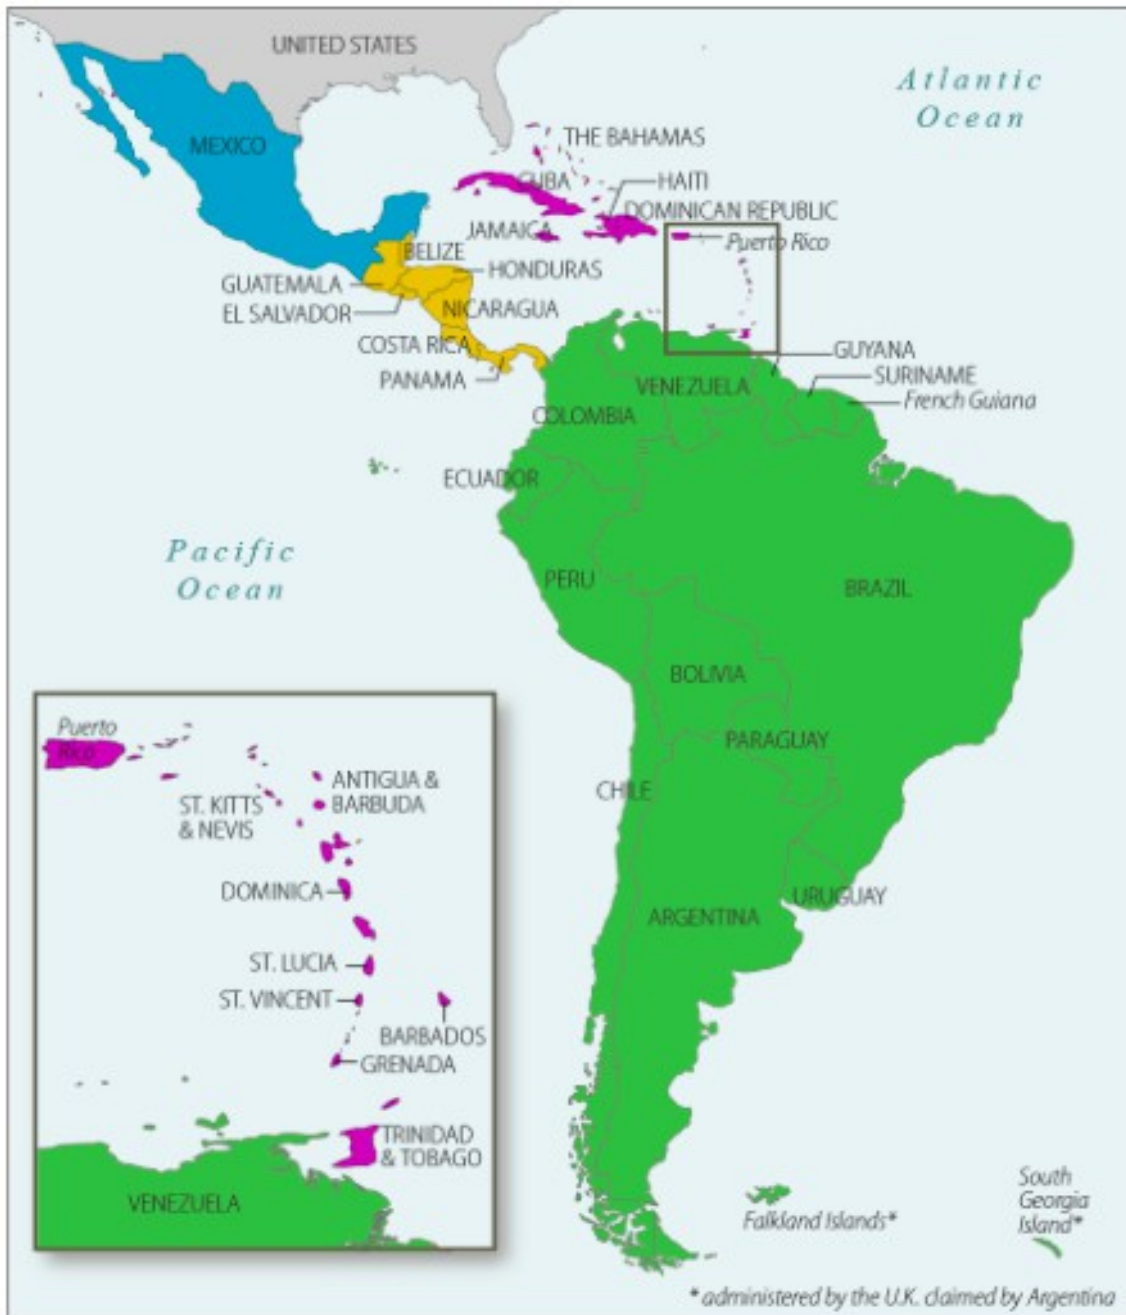 UNITED STATES
Atlantic
Ocean
MEXICO
THE BAHAMAS
CUBA
HAITI
DOMINICAN REPUBLIC
JAMAICA
Puerto Rico
BELIZE
HONDURAS
GUATEMALA
EL SALVADOR
NICARAGUA
COSTA RICA
PANAMA
GUYANA
VENEZUELA
SURINAME
French Guiana
COLOMBIA
ECUADOR
Pacific
Ocean
PERU
BRAZIL
BOLIVIA
PARAGUAY
CHILE
URUGUAY
ARGENTINA
Puerto
Rico
ANTIGUA &
BARBUDA
ST. KITTS
& NEVIS
DOMINICA
ST. LUCIA
ST. VINCENT
BARBADOS
GRENADA
TRINIDAD
& TOBAGO
VENEZUELA
Falkland Islands*
South
Georgia
Island*
* administered by the U.K. claimed by Argentina